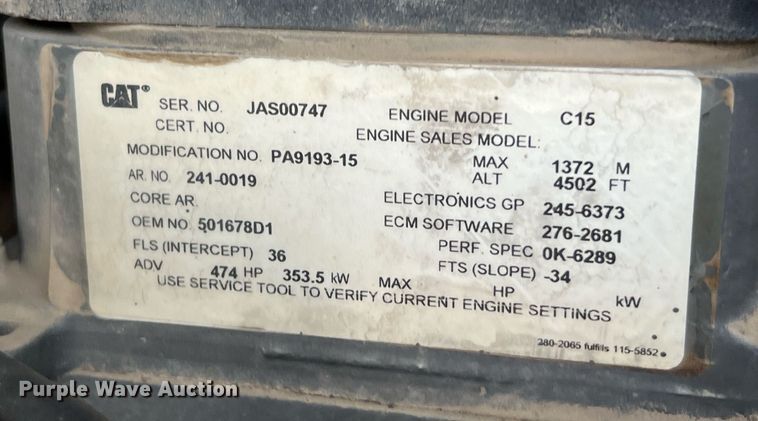 CAT®
SER. NO. JAS00747 ENGINE MODEL C15
CERT. NO. ENGINE SALES MODEL:
MODIFICATION NO. PA9193-15 MAX 1372 M
AR. NO. 241-0019 ALT 4502 FT
CORE AR. ELECTRONICS GP 245-6373
OEM NO. 501678D1 ECM SOFTWARE 276-2681
FLS (INTERCEPT) 36 PERF. SPEC 0K-6289
ADV 474 HP 353.5 kW FTS (SLOPE) -34
MAX HP kW
USE SERVICE TOOL TO VERIFY CURRENT ENGINE SETTINGS
280-2065 fulfills 115-5852
Purple Wave Auction